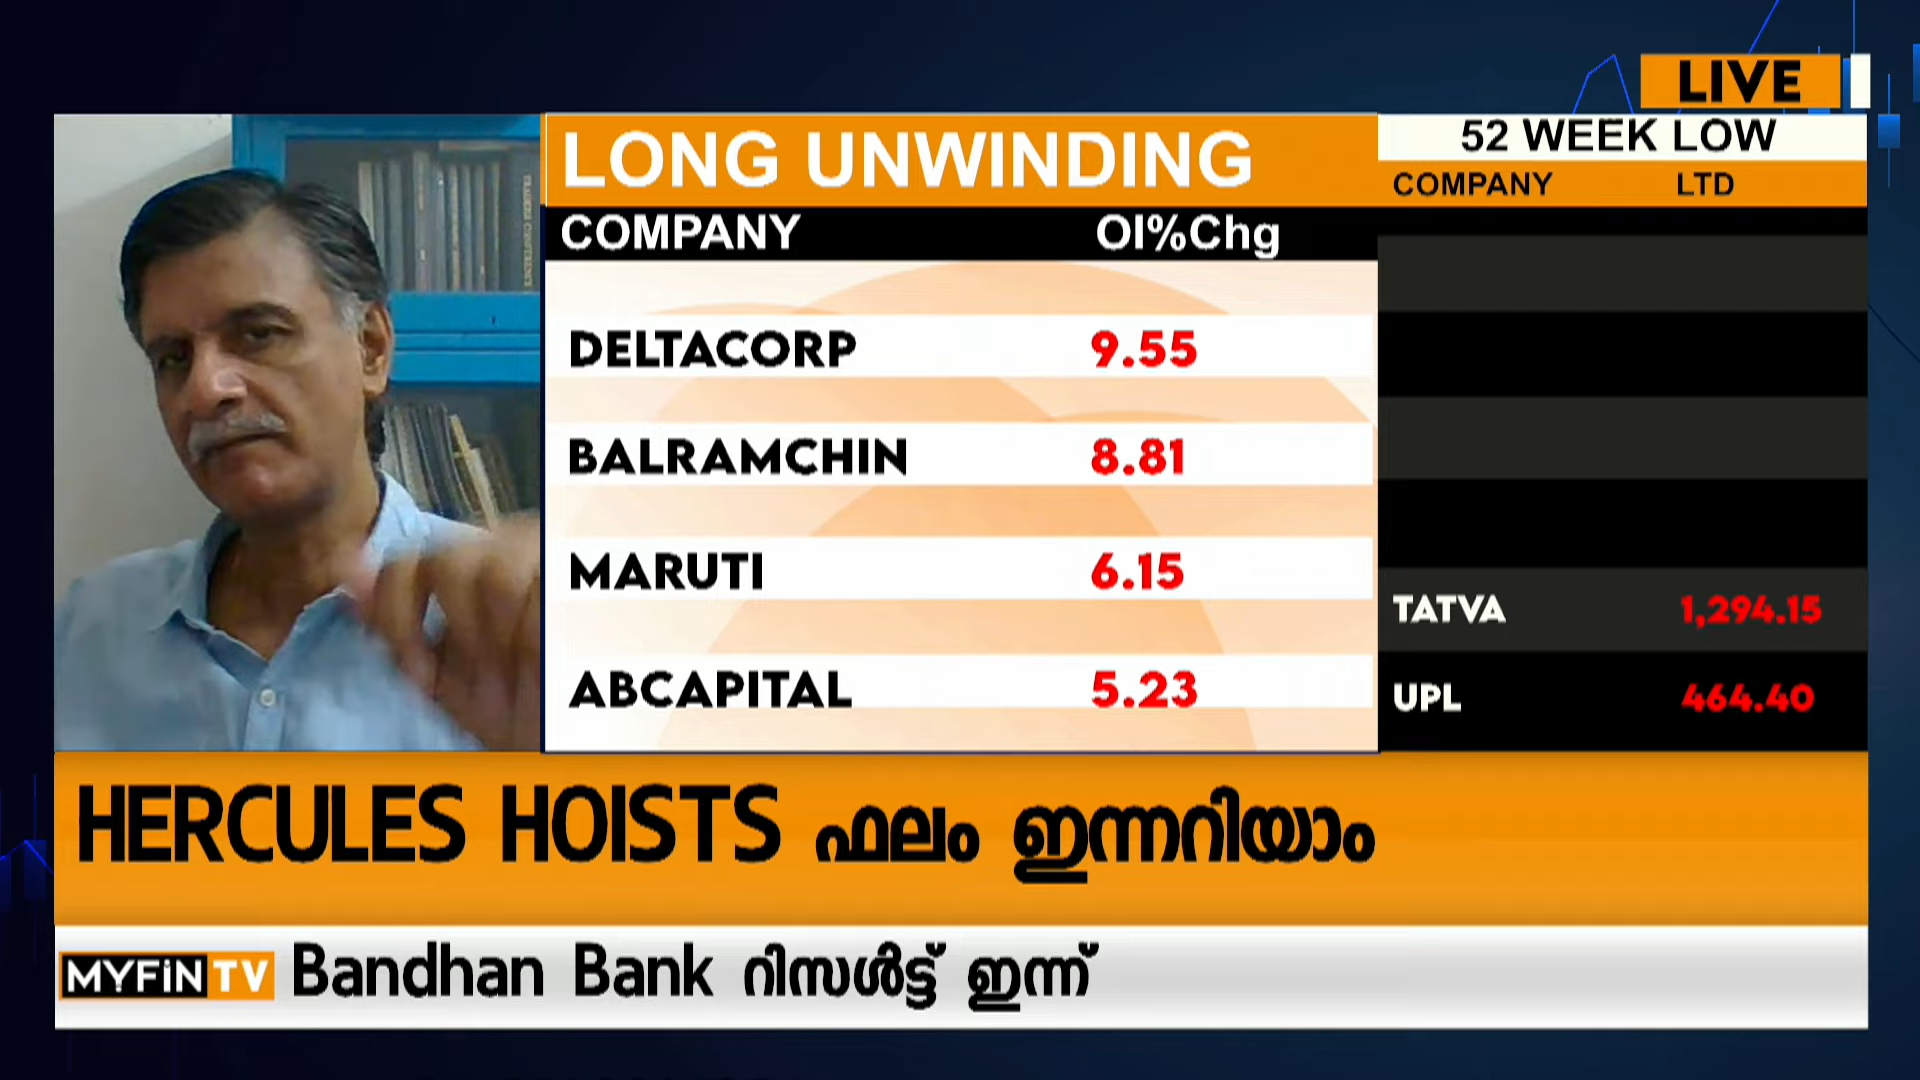 LIVE
LONG UNWINDING
COMPANY OI%Chg
DELTACORP 9.55
BALRAMCHIN 8.81
MARUTI 6.15
ABCAPITAL 5.23
52 WEEK LOW
COMPANY LTD
TATVA 1,294.15
UPL 464.40
HERCULES HOISTS ഫലം ഇന്നറിയാം
MYFiN TV Bandhan Bank റിസൾട്ട് ഇന്ന്